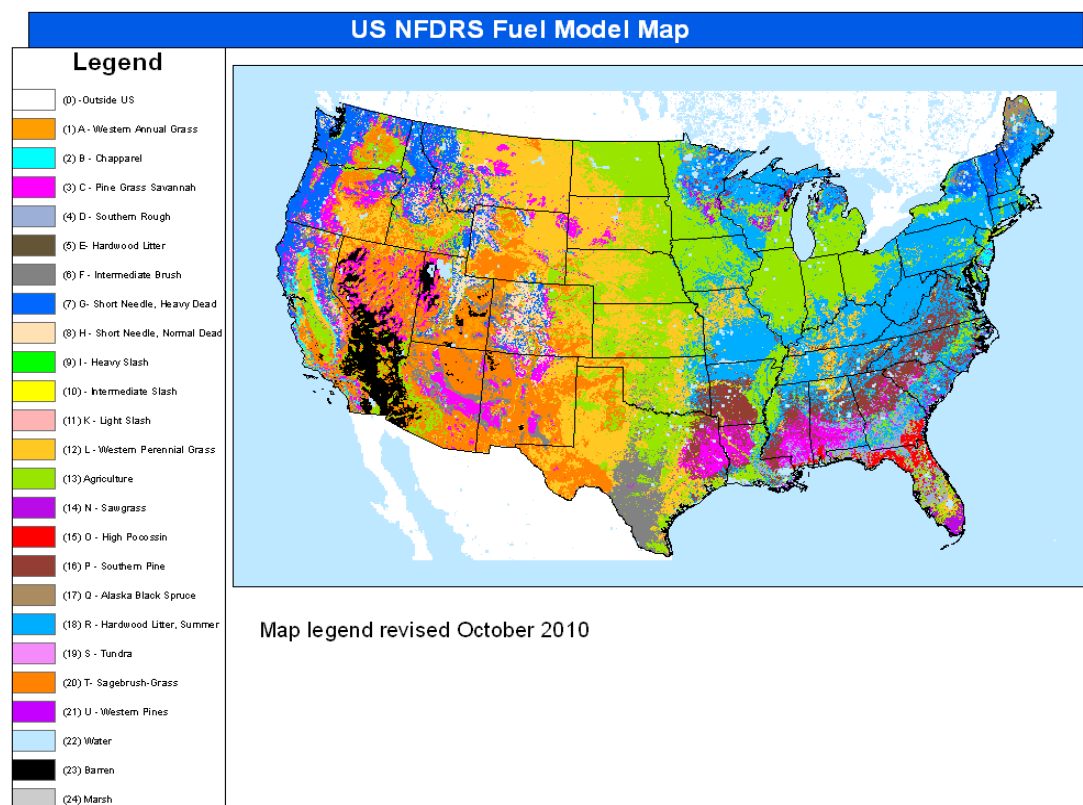 US NFDRS Fuel Model Map
Legend
(0) -Outside US
(1) A - Western Annual Grass
(2) B - Chapparel
(3) C - Pine Grass Savannah
(4) D - Southern Rough
(5) E- Hardwood Litter
(6) F - Intermediate Brush
(7) G- Short Needle, Heavy Dead
(8) H - Short Needle, Normal Dead
(9) I - Heavy Slash
(10) - Intermediate Slash
(11) K - Light Slash
(12) L - Western Perennial Grass
(13) Agriculture
(14) N - Sawgrass
(15) O - High Pocossin
(16) P - Southern Pine
(17) Q - Alaska Black Spruce
(18) R - Hardwood Litter, Summer
(19) S - Tundra
(20) T- Sagebrush-Grass
(21) U - Western Pines
(22) Water
(23) Barren
(24) Marsh
Map legend revised October 2010